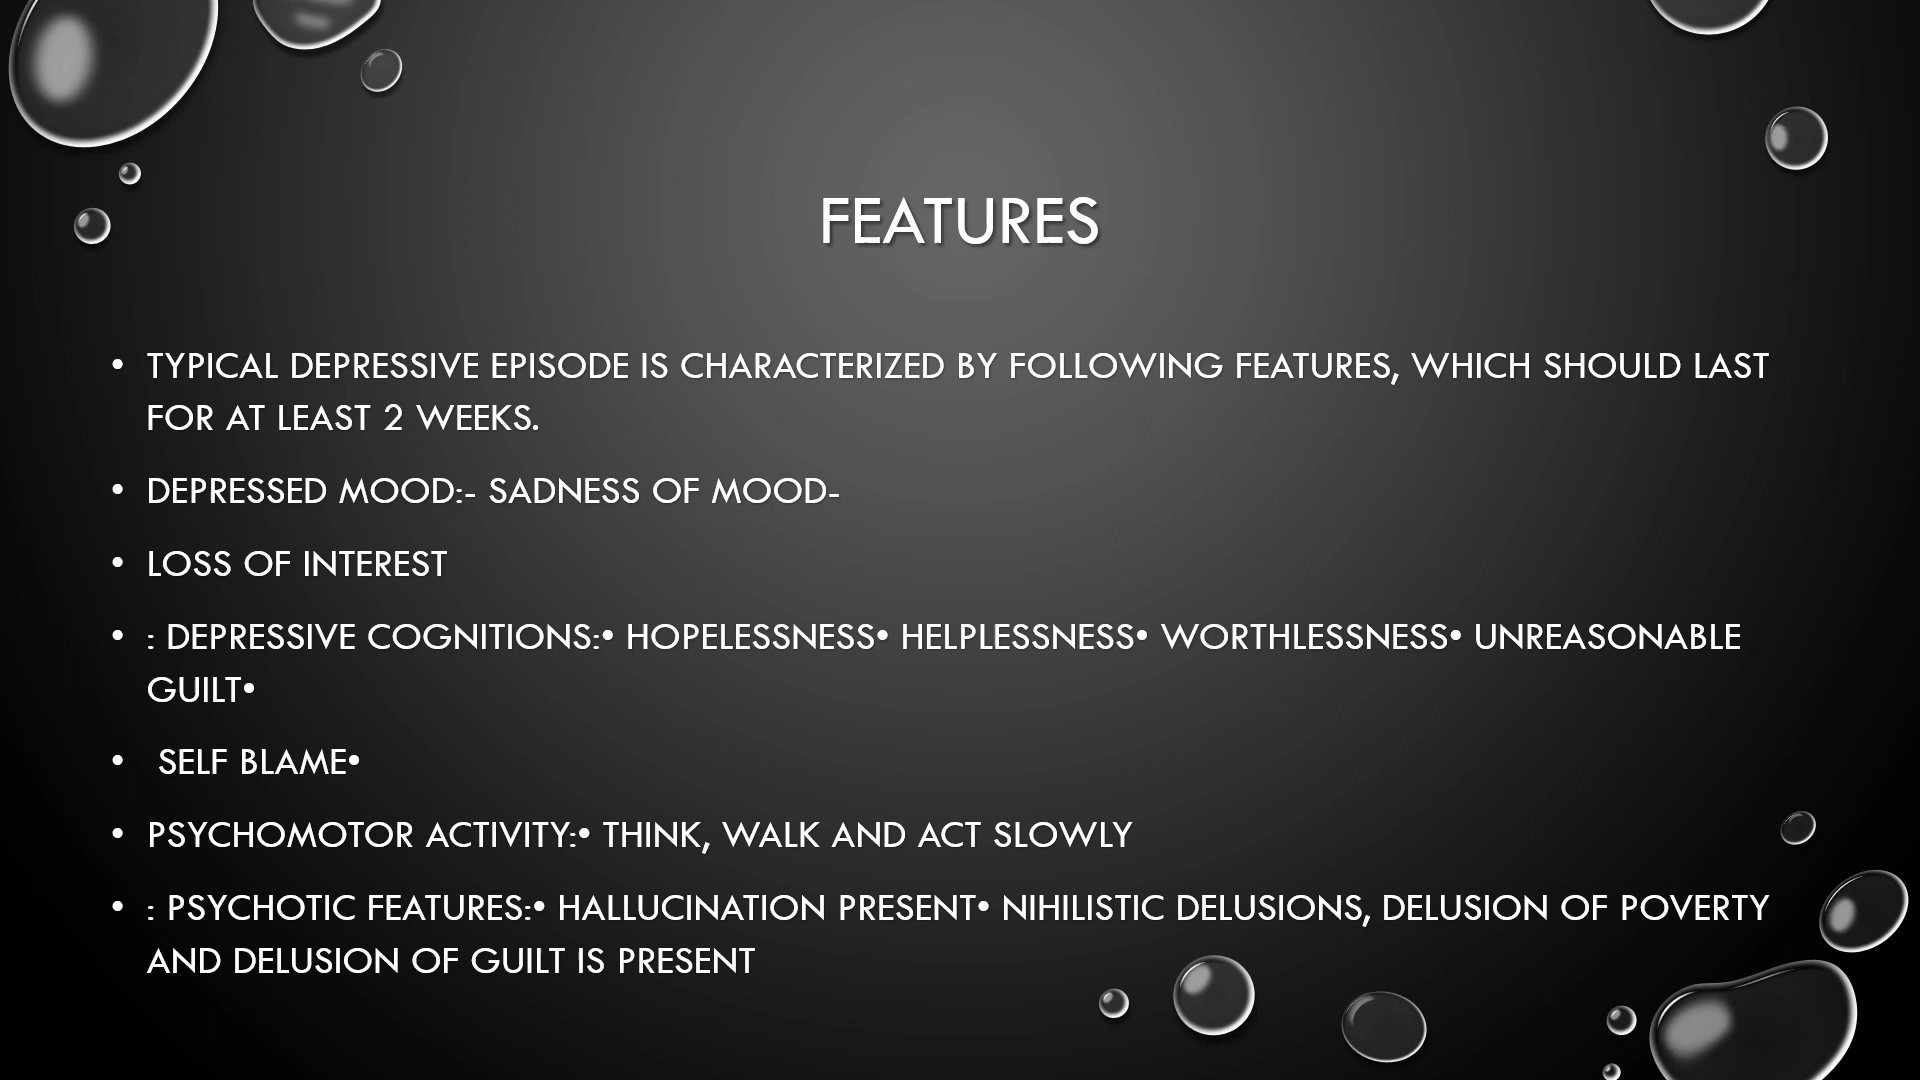 FEATURES
• TYPICAL DEPRESSIVE EPISODE IS CHARACTERIZED BY FOLLOWING FEATURES, WHICH SHOULD LAST
FOR AT LEAST 2 WEEKS.
• DEPRESSED MOOD:- SADNESS OF MOOD-
• LOSS OF INTEREST
• : DEPRESSIVE COGNITIONS:• HOPELESSNESS• HELPLESSNESS• WORTHLESSNESS• UNREASONABLE
GUILT•
• SELF BLAME•
• PSYCHOMOTOR ACTIVITY:• THINK, WALK AND ACT SLOWLY
• : PSYCHOTIC FEATURES:• HALLUCINATION PRESENT• NIHILISTIC DELUSIONS, DELUSION OF POVERTY
AND DELUSION OF GUILT IS PRESENT